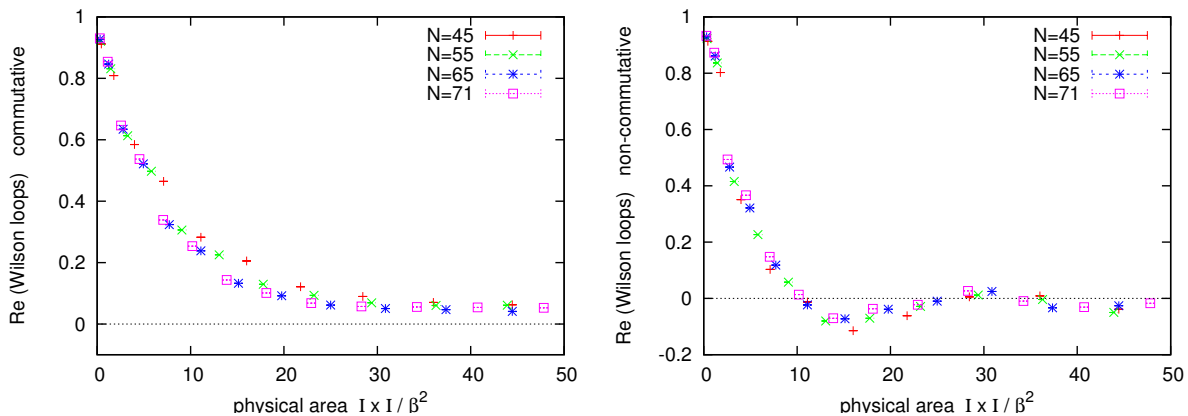 Re (Wilson loops) commutative
1
0.8
0.6
0.4
0.2
0
N=45
N=55
N=65
N=71
0 10 20 30 40 50
physical area I x I / β²
Re (Wilson loops) non-commutative
1
0.8
0.6
0.4
0.2
0
-0.2
N=45
N=55
N=65
N=71
0 10 20 30 40 50
physical area I x I / β²